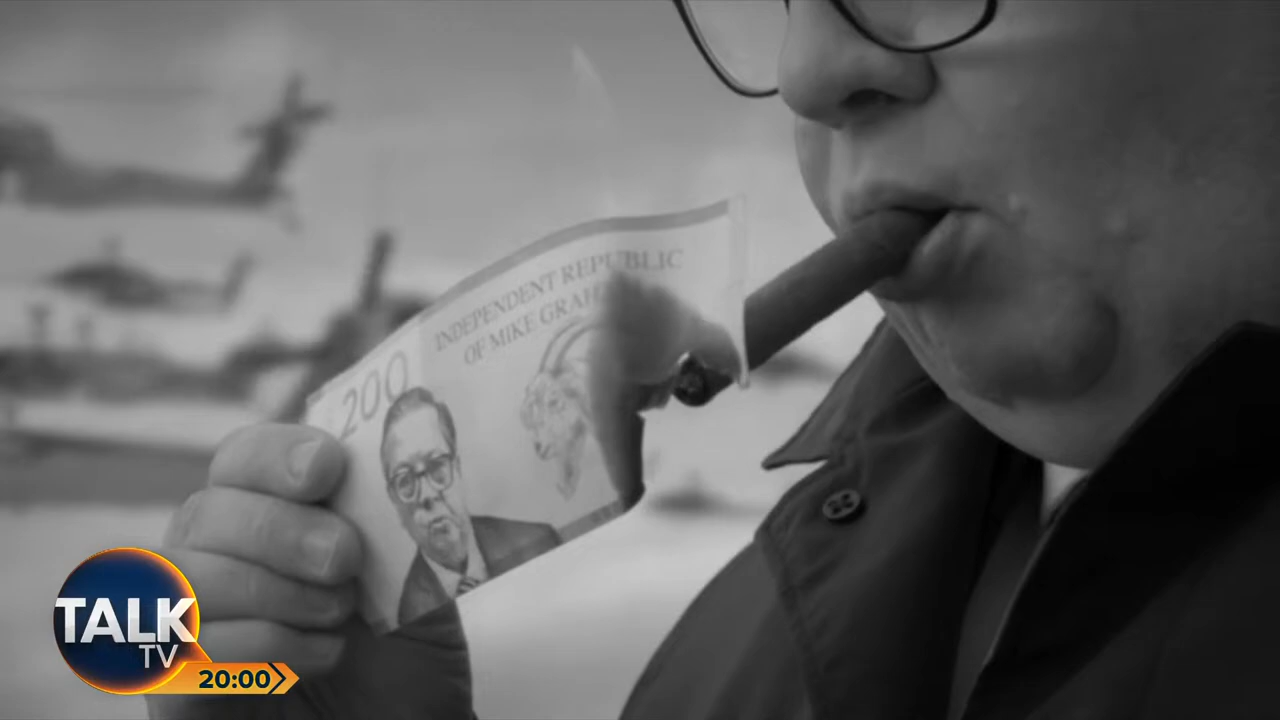 INDEPENDENT REPUBLIC
OF MIKE GRAH
200
TALK
TV
20:00